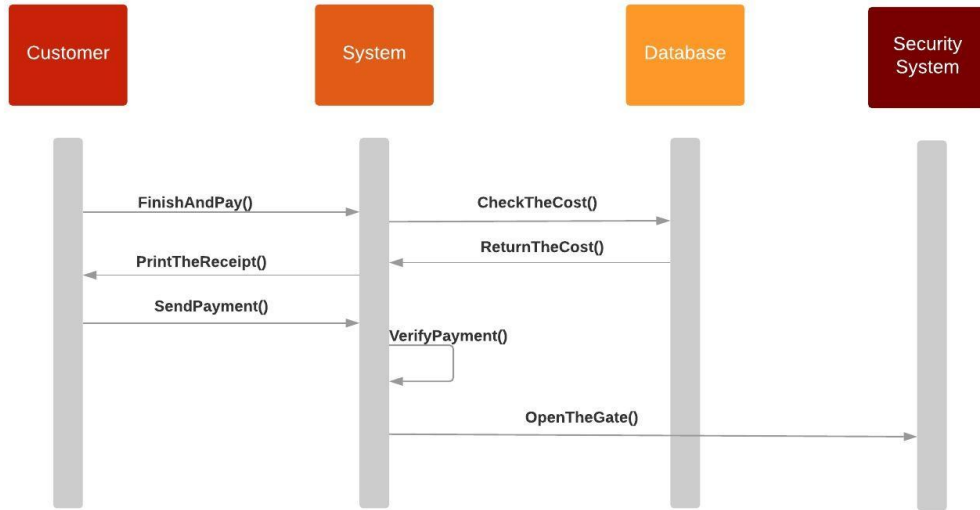 Customer
System
Database
Security
System
FinishAndPay()
CheckTheCost()
ReturnTheCost()
PrintTheReceipt()
SendPayment()
VerifyPayment()
OpenTheGate()